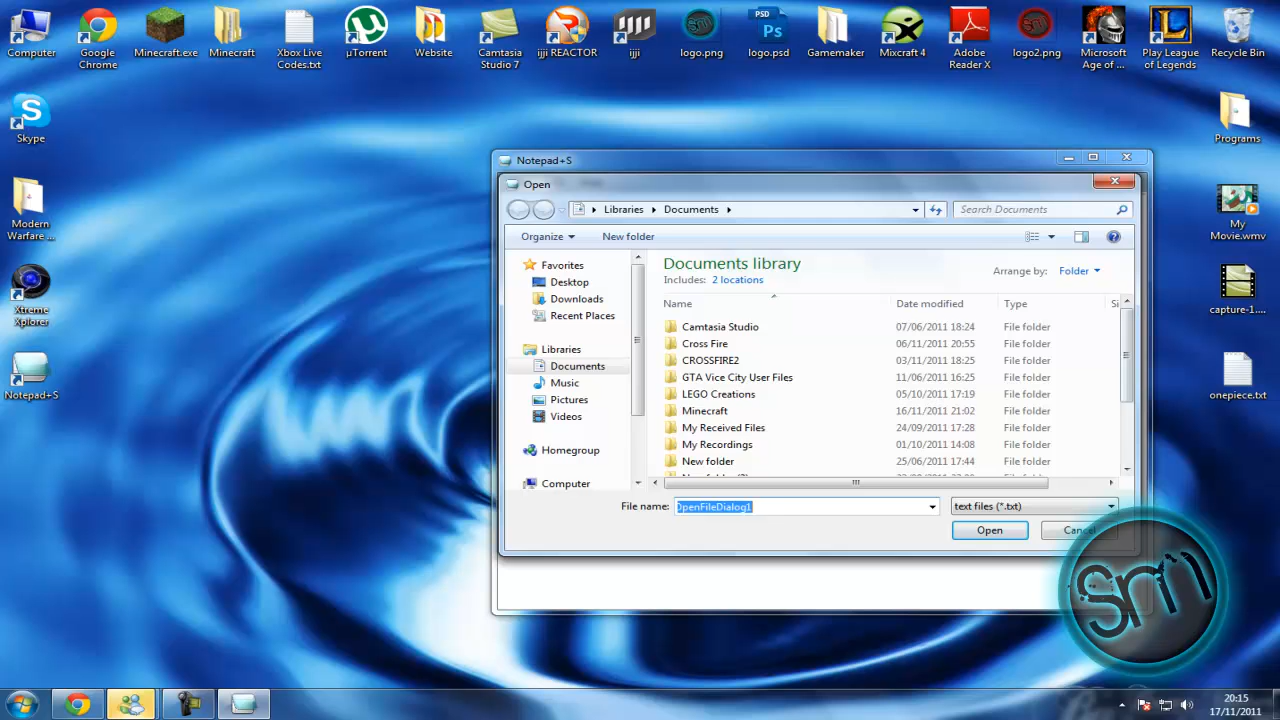 Computer
Google
Chrome
Minecraft.exe
Minecraft
Xbox Live
Codes.txt
µTorrent
Website
Camtasia
Studio 7
ijji REACTOR
ijji
logo.png
PSD
Ps
logo.psd
Gamemaker
Mixcraft 4
Adobe
Reader X
logo2.png
Microsoft
Age of ...
Play League
of Legends
Recycle Bin
Skype
Modern
Warfare ...
Xtreme
Xplorer
Notepad+S
Programs
My
Movie.wmv
capture-1....
onepiece.txt
Notepad+S
Open
Libraries
Documents
Search Documents
Organize
New folder
Favorites
Desktop
Downloads
Recent Places
Libraries
Documents
Music
Pictures
Videos
Homegroup
Computer
Documents library
Includes: 2 locations
Arrange by: Folder
Name Date modified Type Si
Camtasia Studio 07/06/2011 18:24 File folder
Cross Fire 06/11/2011 20:55 File folder
CROSSFIRE2 03/11/2011 18:25 File folder
GTA Vice City User Files 11/06/2011 16:25 File folder
LEGO Creations 05/10/2011 17:19 File folder
Minecraft 16/11/2011 21:02 File folder
My Received Files 24/09/2011 17:28 File folder
My Recordings 01/10/2011 14:08 File folder
New folder 25/06/2011 17:44 File folder
File name: OpenFileDialog1
text files (*.txt)
Open
Cancel
sm
20:15
17/11/2011